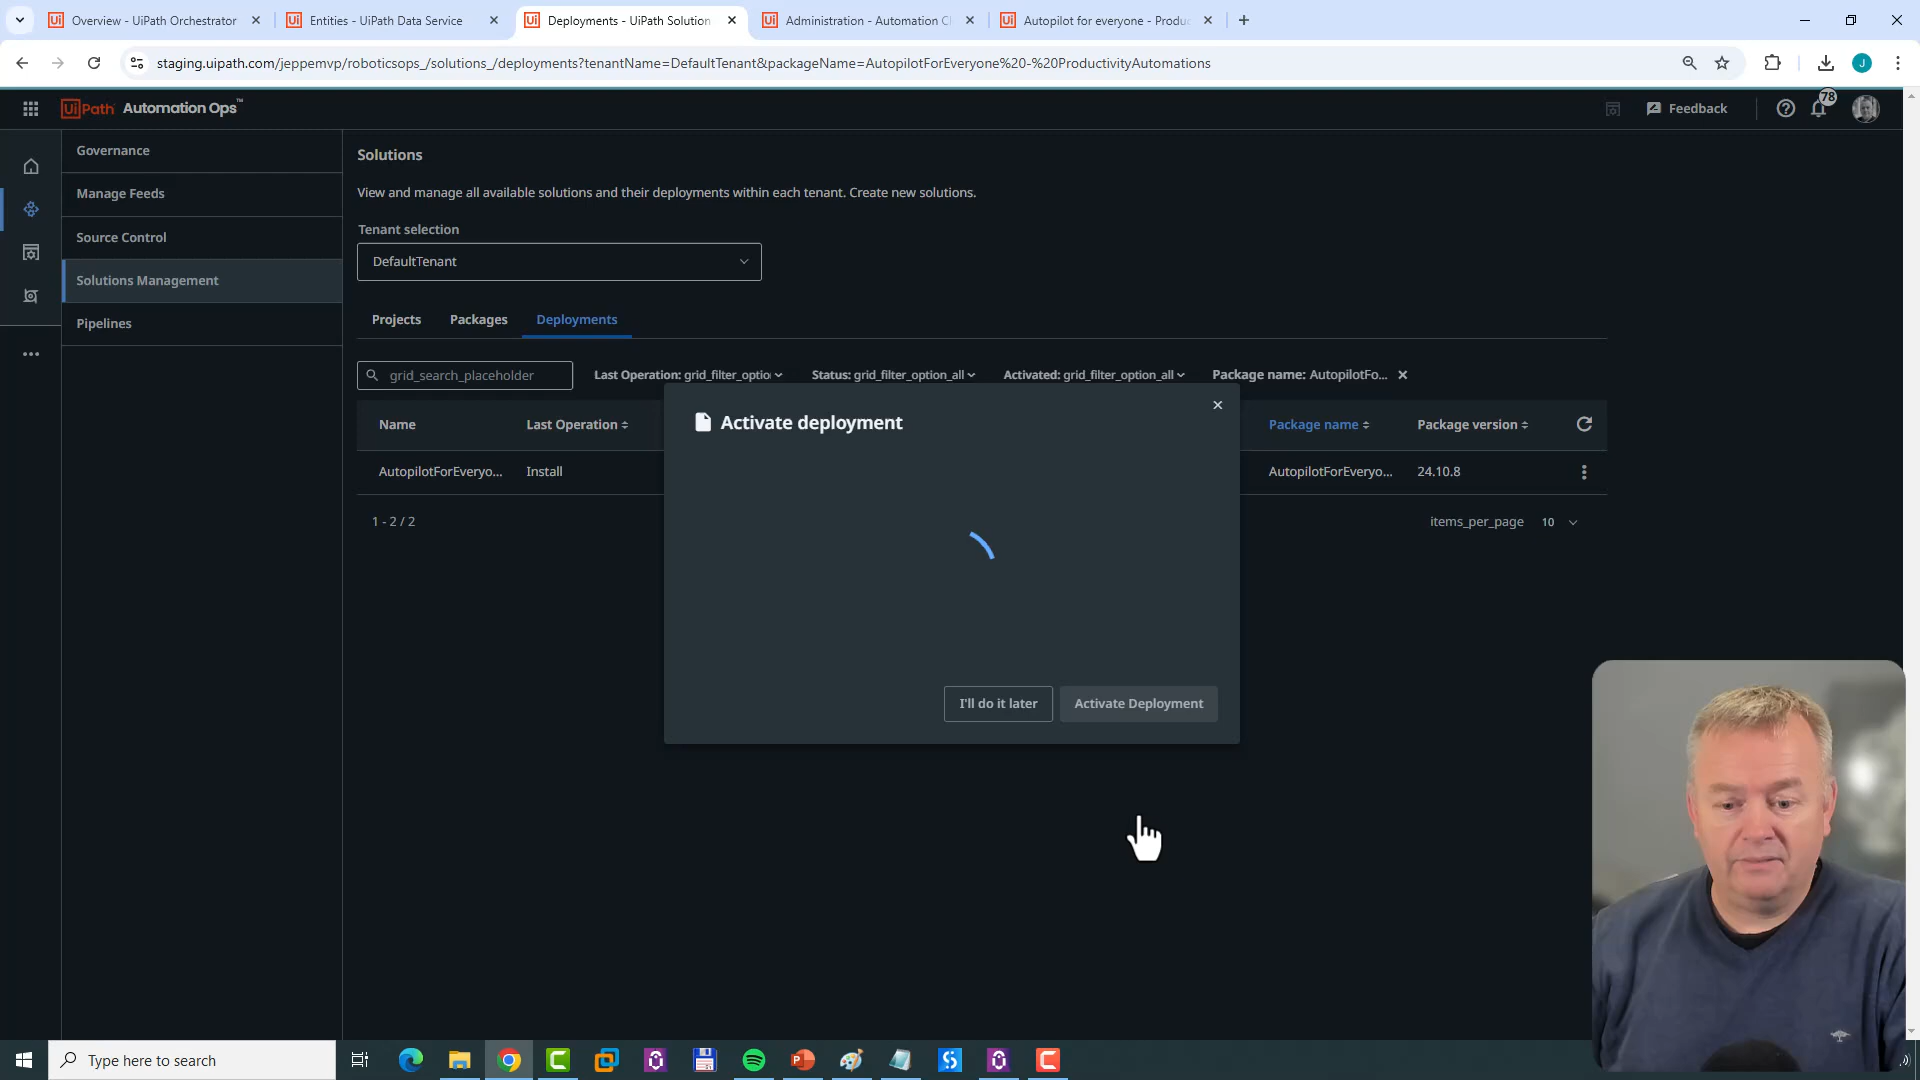 Overview - UiPath Orchestrator
Entities - UiPath Data Service
Deployments - UiPath Solution
Administration - Automation Cl
Autopilot for everyone - Produc
staging.uipath.com/jeppemvp/roboticsops_/solutions_/deployments?tenantName=DefaultTenant&packageName=AutopilotForEveryone%20-%20ProductivityAutomations
J
UiPath Automation Ops™
Feedback
78
Governance
Manage Feeds
Source Control
Solutions Management
Pipelines
Solutions
View and manage all available solutions and their deployments within each tenant. Create new solutions.
Tenant selection
DefaultTenant
Projects Packages Deployments
grid_search_placeholder Last Operation: grid_filter_optio Status: grid_filter_option_all Activated: grid_filter_option_all Package name: AutopilotFo...
Name Last Operation Package name Package version
AutopilotForEveryo... Install AutopilotForEveryo... 24.10.8
1 - 2 / 2 items_per_page 10
Activate deployment
I'll do it later Activate Deployment
Type here to search